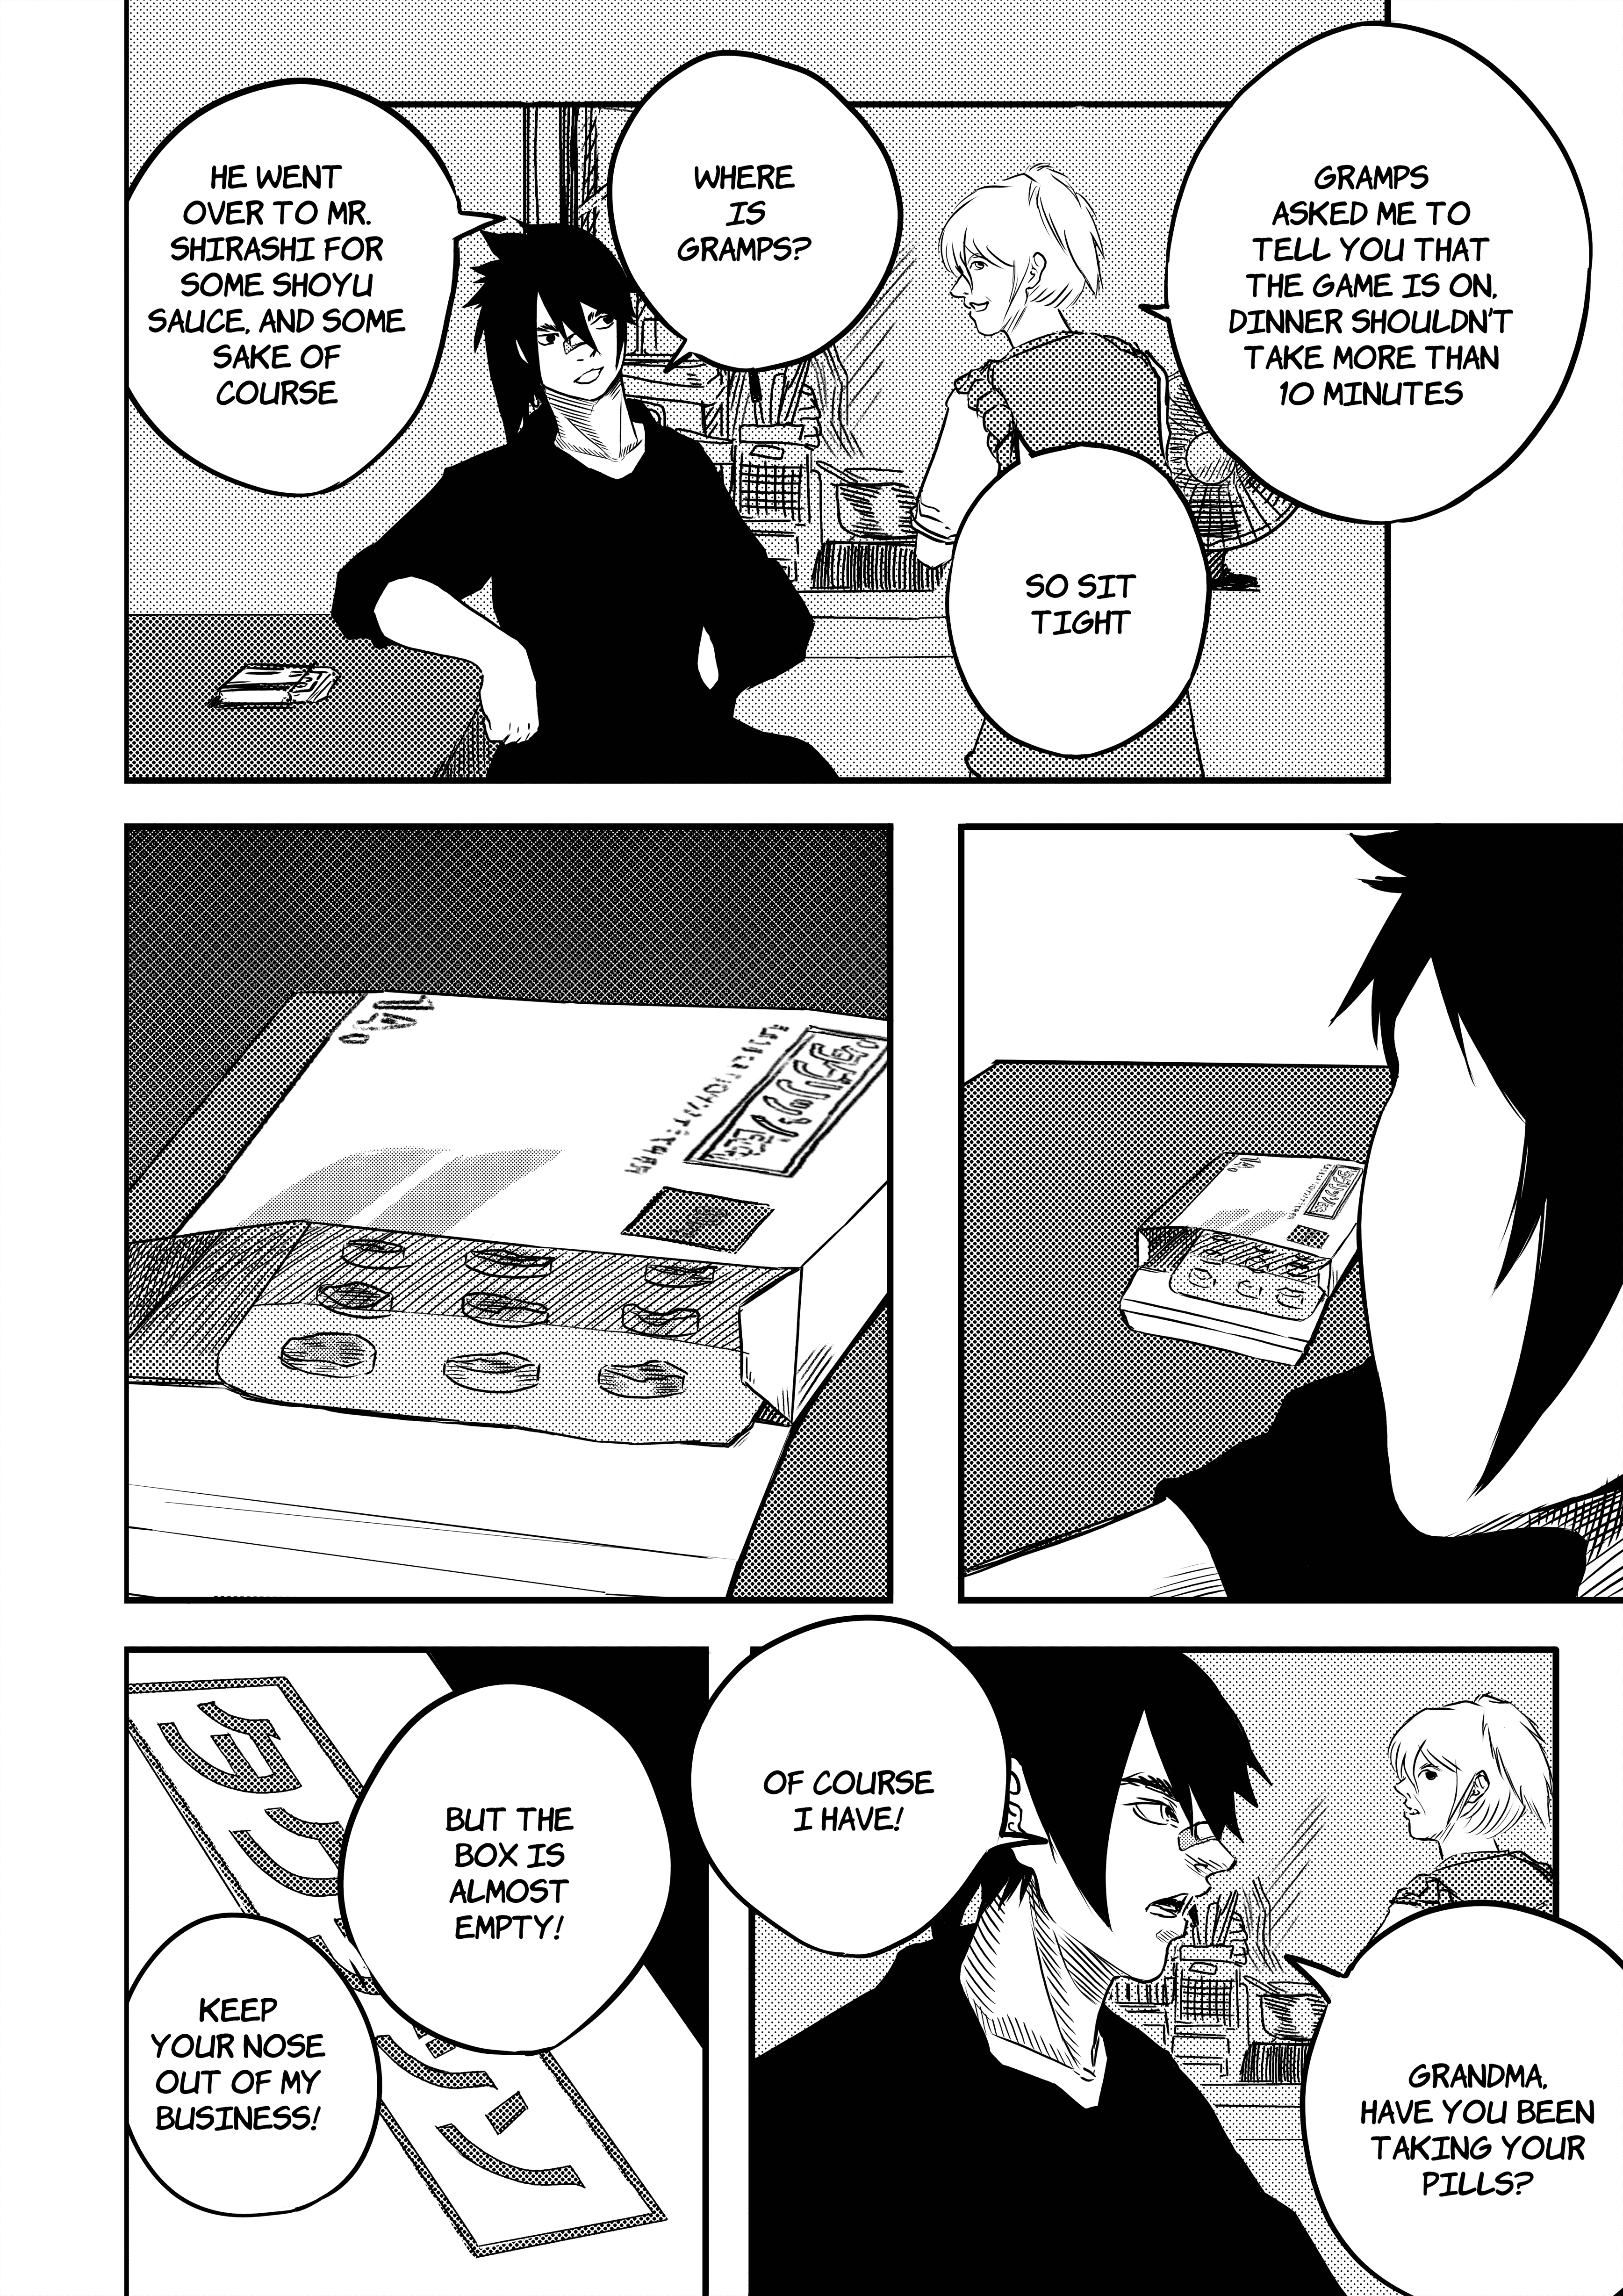 GRAMPS
ASKED ME TO
TELL YOU THAT
THE GAME IS ON,
DINNER SHOULDN'T
TAKE MORE THAN
10 MINUTES
SO SIT
TIGHT
WHERE
IS
GRAMPS?
HE WENT
OVER TO MR.
SHIRASHI FOR
SOME SHOYU
SAUCE, AND SOME
SAKE OF
COURSE
GRANDMA,
HAVE YOU BEEN
TAKING YOUR
PILLS?
OF COURSE
I HAVE!
BUT THE
BOX IS
ALMOST
EMPTY!
KEEP
YOUR NOSE
OUT OF MY
BUSINESS!